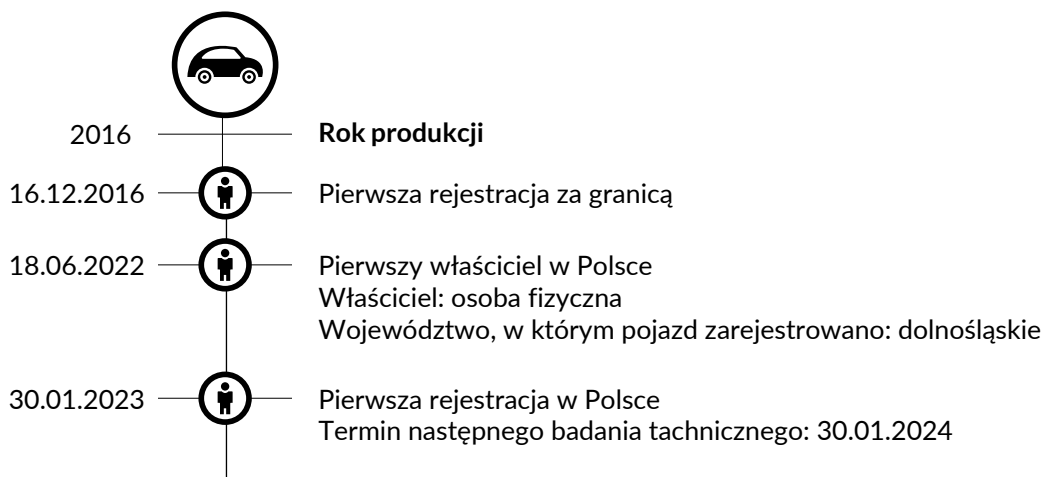 2016 Rok produkcji
16.12.2016 Pierwsza rejestracja za granicą
18.06.2022 Pierwszy właściciel w Polsce
Właściciel: osoba fizyczna
Województwo, w którym pojazd zarejestrowano: dolnośląskie
30.01.2023 Pierwsza rejestracja w Polsce
Termin następnego badania tachnicznego: 30.01.2024